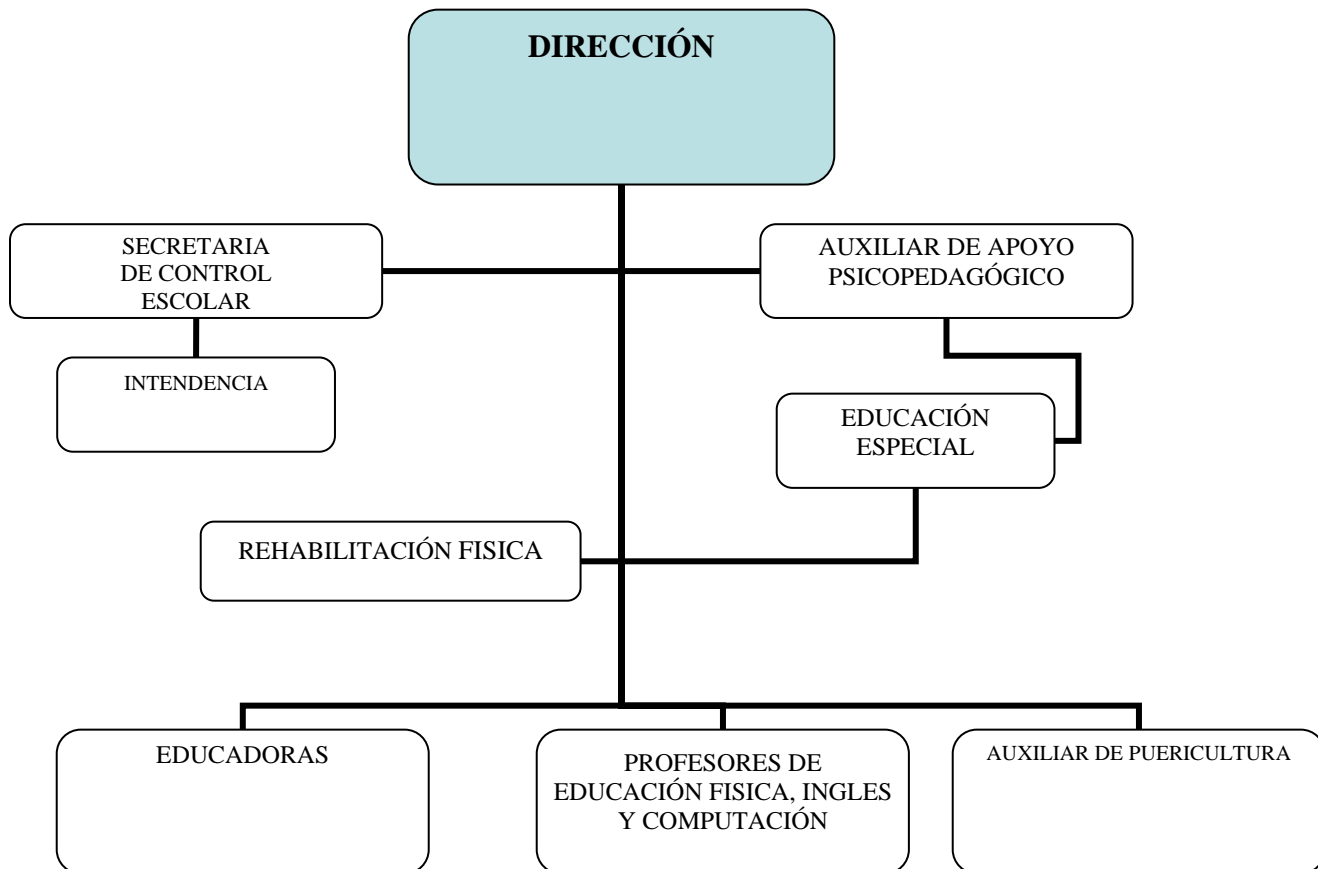 DIRECCIÓN
SECRETARIA
DE CONTROL
ESCOLAR
AUXILIAR DE APOYO
PSICOPEDAGÓGICO
INTENDENCIA
EDUCACIÓN
ESPECIAL
REHABILITACIÓN FISICA
EDUCADORAS
PROFESORES DE
EDUCACIÓN FISICA, INGLES
Y COMPUTACIÓN
AUXILIAR DE PUERICULTURA